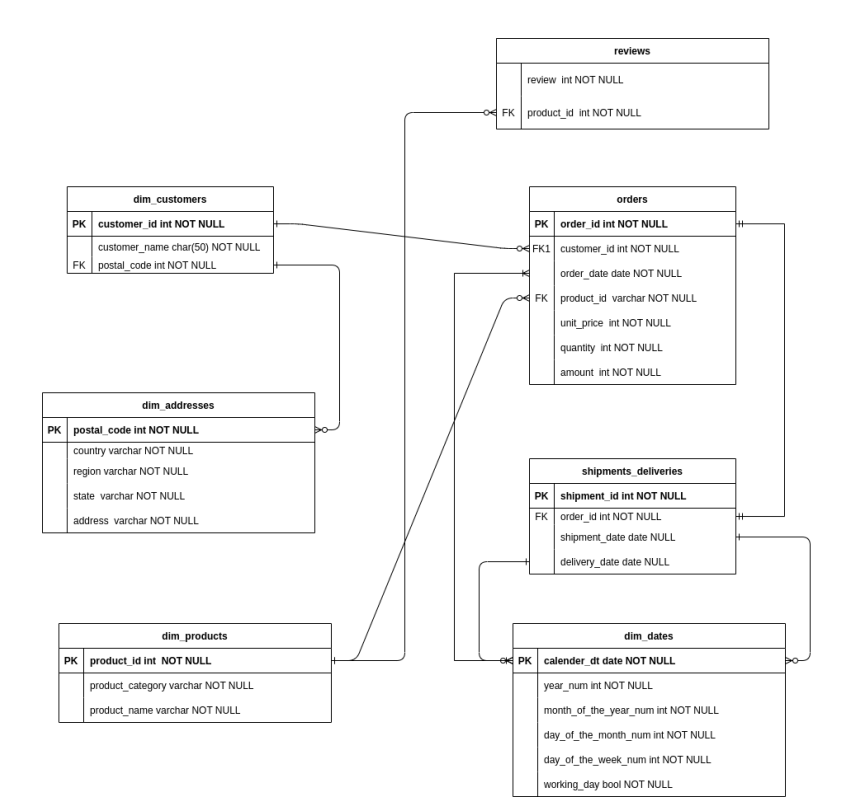 reviews
review int NOT NULL
FK product_id int NOT NULL
dim_customers
PK customer_id int NOT NULL
customer_name char(50) NOT NULL
FK postal_code int NOT NULL
orders
PK order_id int NOT NULL
FK1 customer_id int NOT NULL
order_date date NOT NULL
FK product_id varchar NOT NULL
unit_price int NOT NULL
quantity int NOT NULL
amount int NOT NULL
dim_addresses
PK postal_code int NOT NULL
country varchar NOT NULL
region varchar NOT NULL
state varchar NOT NULL
address varchar NOT NULL
shipments_deliveries
PK shipment_id int NOT NULL
FK order_id int NOT NULL
shipment_date date NULL
delivery_date date NULL
dim_products
PK product_id int NOT NULL
product_category varchar NOT NULL
product_name varchar NOT NULL
dim_dates
PK calender_dt date NOT NULL
year_num int NOT NULL
month_of_the_year_num int NOT NULL
day_of_the_month_num int NOT NULL
day_of_the_week_num int NOT NULL
working_day bool NOT NULL